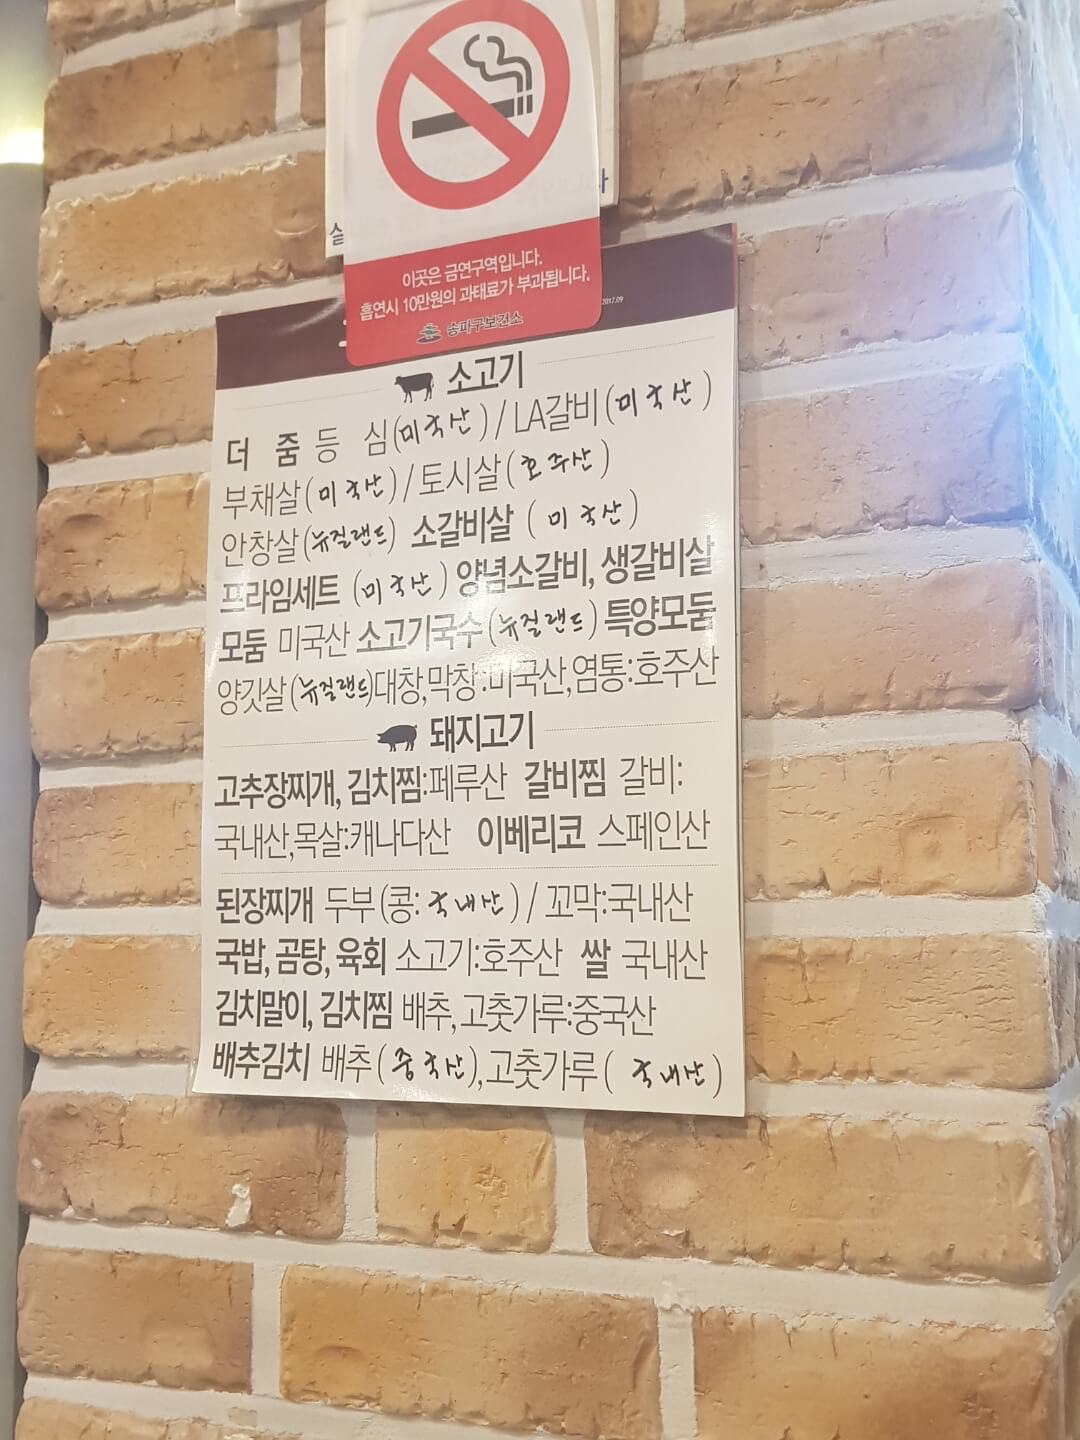 이곳은 금연구역입니다.
흡연시 10만원의 과태료가 부과됩니다.
송파구보건소
2017.09
소고기
더 줌 등 심(미국산) / LA갈비(미국산)
부채살(미국산) / 토시살(호주산)
안창살(뉴질랜드) 소갈비살 (미국산)
프라임세트 (미국산) 양념소갈비, 생갈비살
모둠 미국산 소고기국수(뉴질랜드) 특양모둠
양깃살(뉴질랜드)대창,막창:미국산,염통:호주산
돼지고기
고추장찌개, 김치찜:페루산 갈비찜 갈비:
국내산,목살:캐나다산 이베리코 스페인산
된장찌개 두부(콩: 국내산) / 꼬막:국내산
국밥, 곰탕, 육회 소고기:호주산 쌀 국내산
김치말이, 김치찜 배추, 고춧가루:중국산
배추김치 배추(중국산), 고춧가루( 국내산)